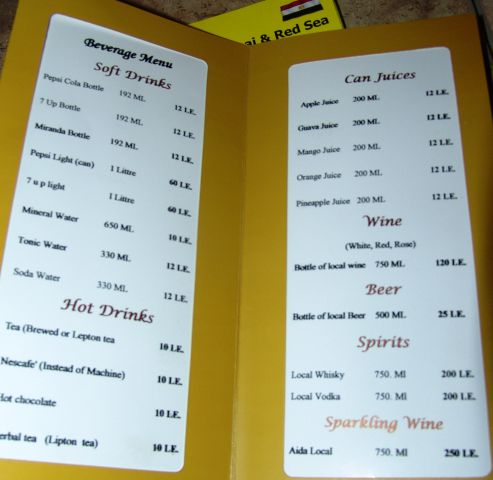 ai & Red Sea
Beverage Menu
Soft Drinks
Pepsi Cola Bottle 192 ML 12 L.E.
7 Up Bottle 192 ML 12 L.E.
Miranda Bottle 192 ML 12 L.E.
Pepsi Light (can) 1 Littre 60 L.E.
7 u p light 1 Littre 60 L.E.
Mineral Water 650 ML 10 L.E.
Tonic Water 330 ML 12 L.E.
Soda Water 330 ML 12 L.E.
Hot Drinks
Tea (Brewed or Lepton tea 10 L.E.
Nescafe' (Instead of Machine) 10 L.E.
Hot chocolate 10 L.E.
erbal tea (Lipton tea) 10 L.E.
Can Juices
Apple Juice 200 ML 12 L.E.
Guava Juice 200 ML 12 L.E.
Mango Juice 200 ML 12 L.E.
Orange Juice 200 ML 12 L.E.
Pineapple Juice 200 ML 12 L.E.
Wine
(White, Red, Rose)
Bottle of local wine 750 ML 120 L.E.
Beer
Bottle of local Beer 500 ML 25 L.E.
Spirits
Local Whisky 750. Ml 200 L.E.
Local Vodka 750. Ml 200 L.E.
Sparkling Wine
Aida Local 750. Ml 250 L.E.